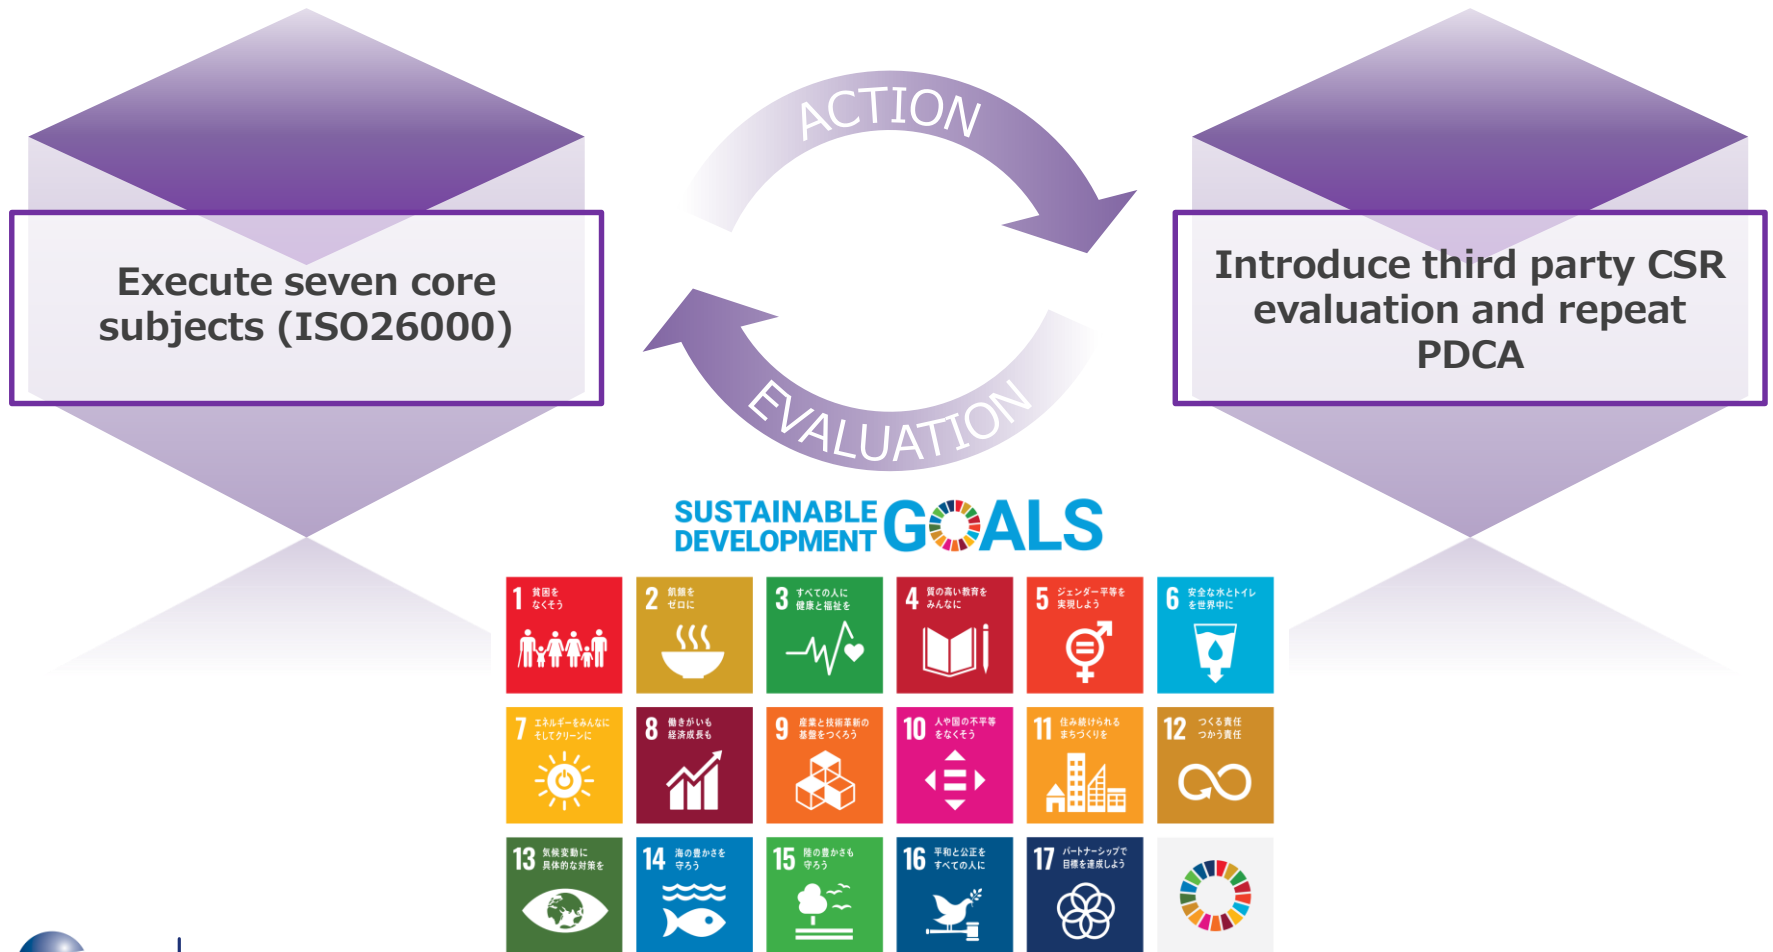 ACTION
Execute seven core
subjects (ISO26000)
Introduce third party CSR
evaluation and repeat
PDCA
EVALUATION
SUSTAINABLE
DEVELOPMENT
GOALS
1 貧困を
なくそう
2 飢餓を
ゼロに
3 すべての人に
健康と福祉を
4 質の高い教育を
みんなに
5 ジェンダー平等を
実現しよう
6 安全な水とトイレ
を世界中に
7 エネルギーをみんなに
そしてクリーンに
8 働きがいも
経済成長も
9 産業と技術革新の
基盤をつくろう
10 人や国の不平等
をなくそう
11 住み続けられる
まちづくりを
12 つくる責任
つかう責任
13 気候変動に
具体的な対策を
14 海の豊かさを
守ろう
15 陸の豊かさも
守ろう
16 平和と公正を
すべての人に
17 パートナーシップで
目標を達成しよう